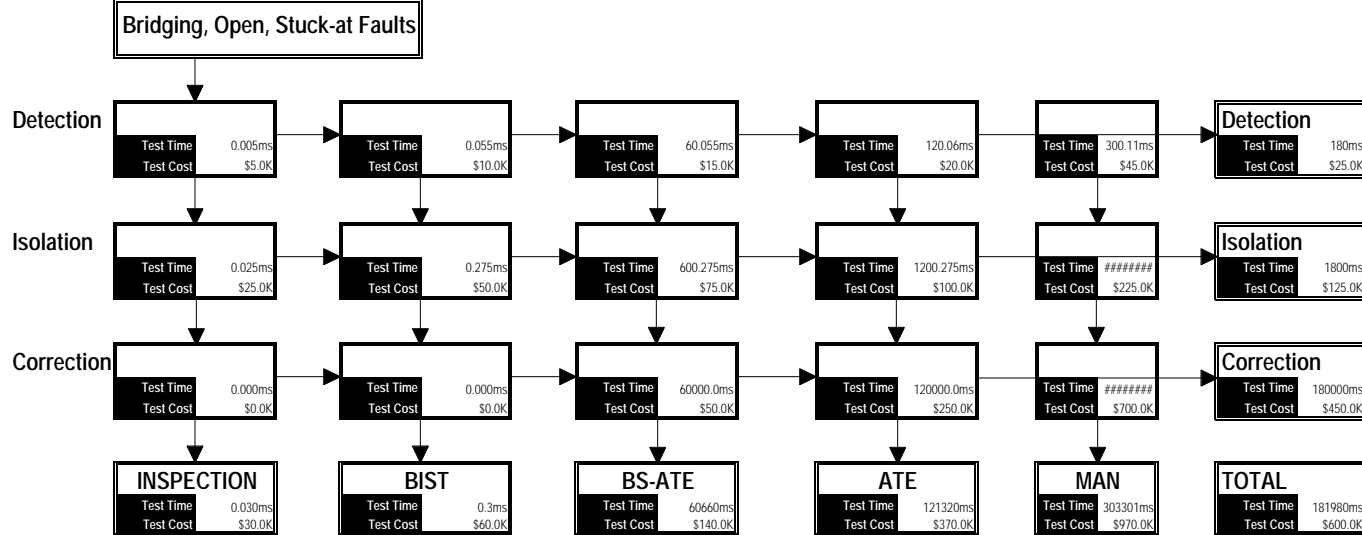 Bridging, Open, Stuck-at Faults
Detection
Test Time 0.005ms
Test Cost $5.0K
Test Time 0.055ms
Test Cost $10.0K
Test Time 60.055ms
Test Cost $15.0K
Test Time 120.06ms
Test Cost $20.0K
Test Time 300.11ms
Test Cost $45.0K
Detection
Test Time 180ms
Test Cost $25.0K
Isolation
Test Time 0.025ms
Test Cost $25.0K
Test Time 0.275ms
Test Cost $50.0K
Test Time 600.275ms
Test Cost $75.0K
Test Time 1200.275ms
Test Cost $100.0K
Test Time ########
Test Cost $225.0K
Isolation
Test Time 1800ms
Test Cost $125.0K
Correction
Test Time 0.000ms
Test Cost $0.0K
Test Time 0.000ms
Test Cost $0.0K
Test Time 60000.0ms
Test Cost $50.0K
Test Time 120000.0ms
Test Cost $250.0K
Test Time ########
Test Cost $700.0K
Correction
Test Time 180000ms
Test Cost $450.0K
INSPECTION
Test Time 0.030ms
Test Cost $30.0K
BIST
Test Time 0.3ms
Test Cost $60.0K
BS-ATE
Test Time 60660ms
Test Cost $140.0K
ATE
Test Time 121320ms
Test Cost $370.0K
MAN
Test Time 303301ms
Test Cost $970.0K
TOTAL
Test Time 181980ms
Test Cost $600.0K